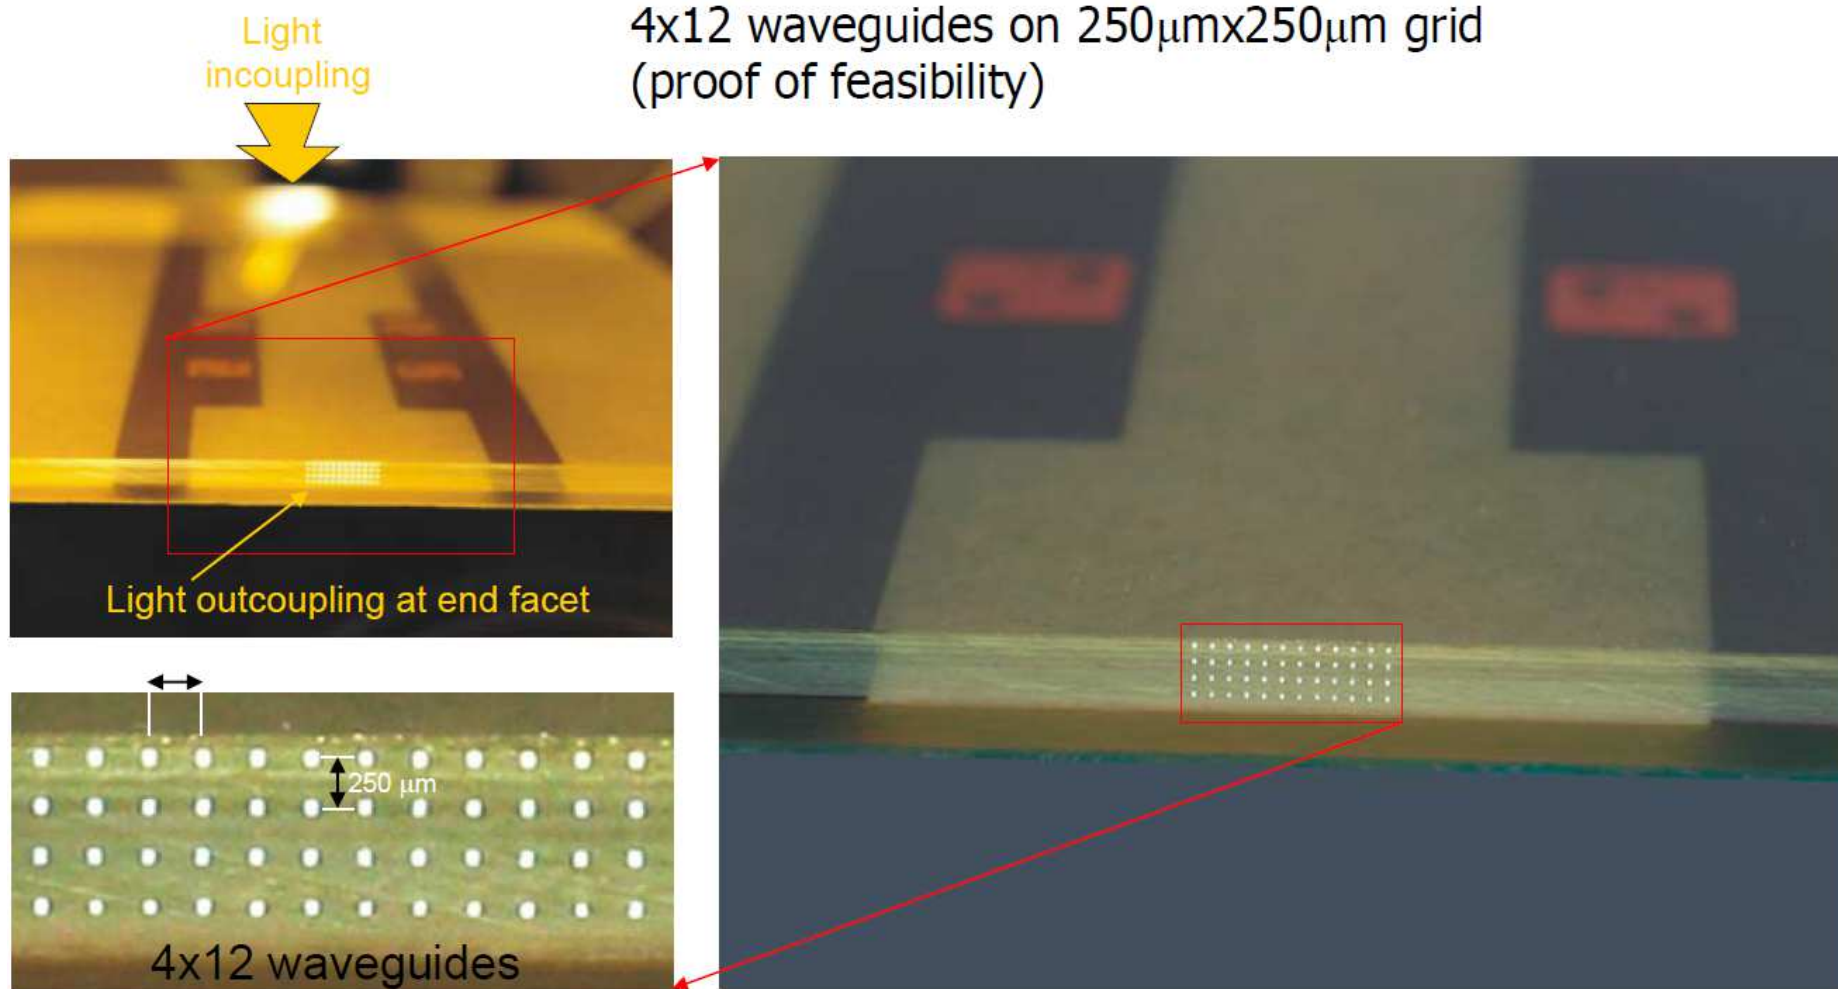 Light
incoupling
4x12 waveguides on 250μmx250μm grid
(proof of feasibility)
Light outcoupling at end facet
250 μm
4x12 waveguides